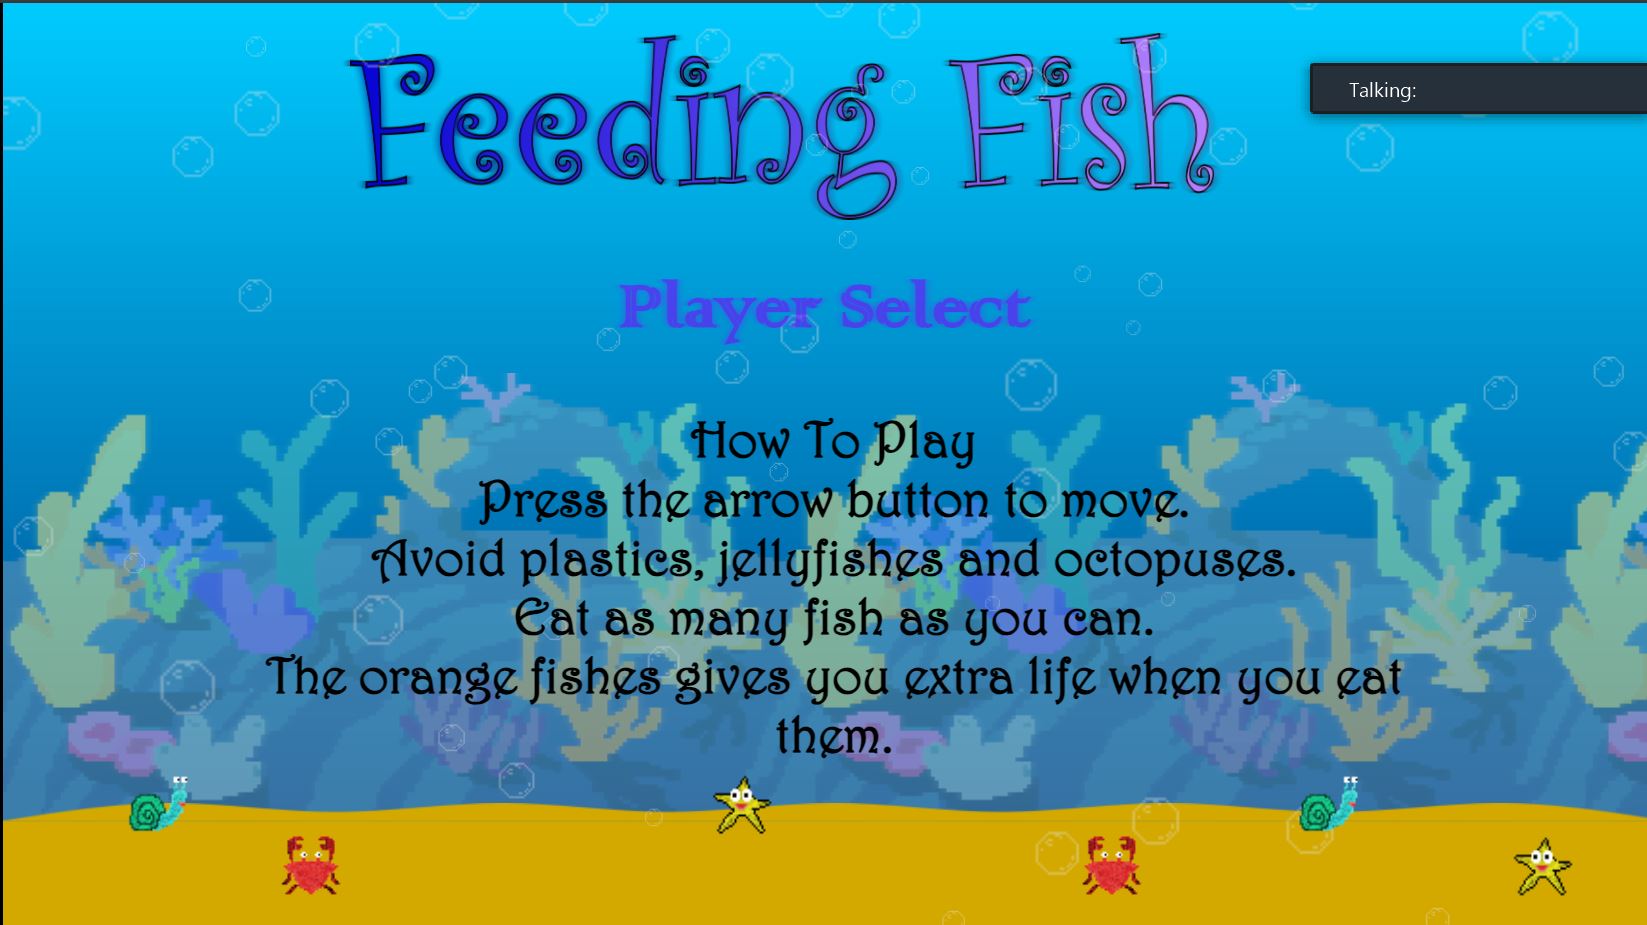 Feeding Fish
Talking:
Player Select
How To Play
Press the arrow button to move.
Avoid plastics, jellyfishes and octopuses.
Eat as many fish as you can.
The orange fishes gives you extra life when you eat
them.